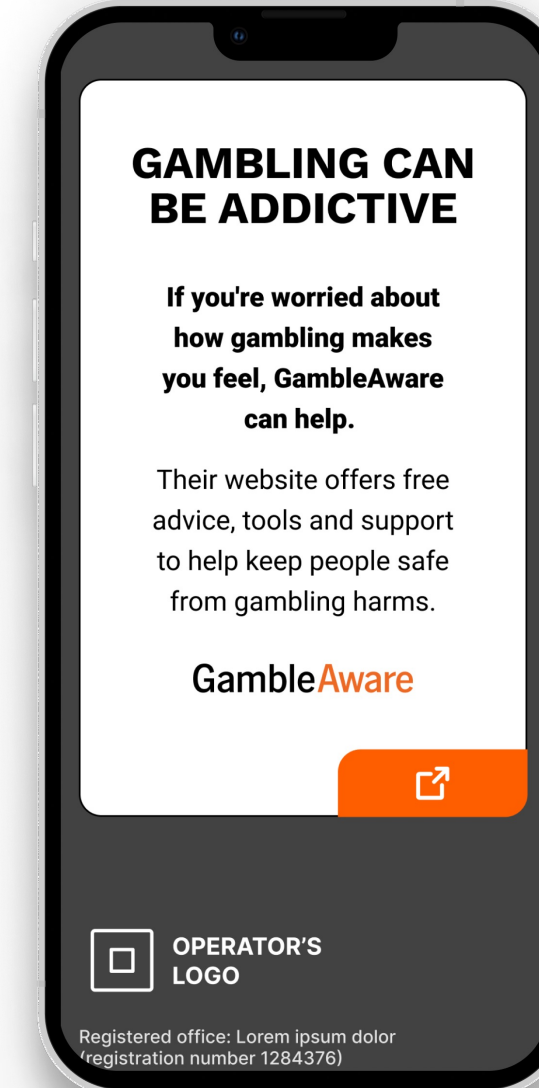 GAMBLING CAN
BE ADDICTIVE
If you're worried about
how gambling makes
you feel, GambleAware
can help.
Their website offers free
advice, tools and support
to help keep people safe
from gambling harms.
GambleAware
OPERATOR'S
LOGO
Registered office: Lorem ipsum dolor
(registration number 1284376)